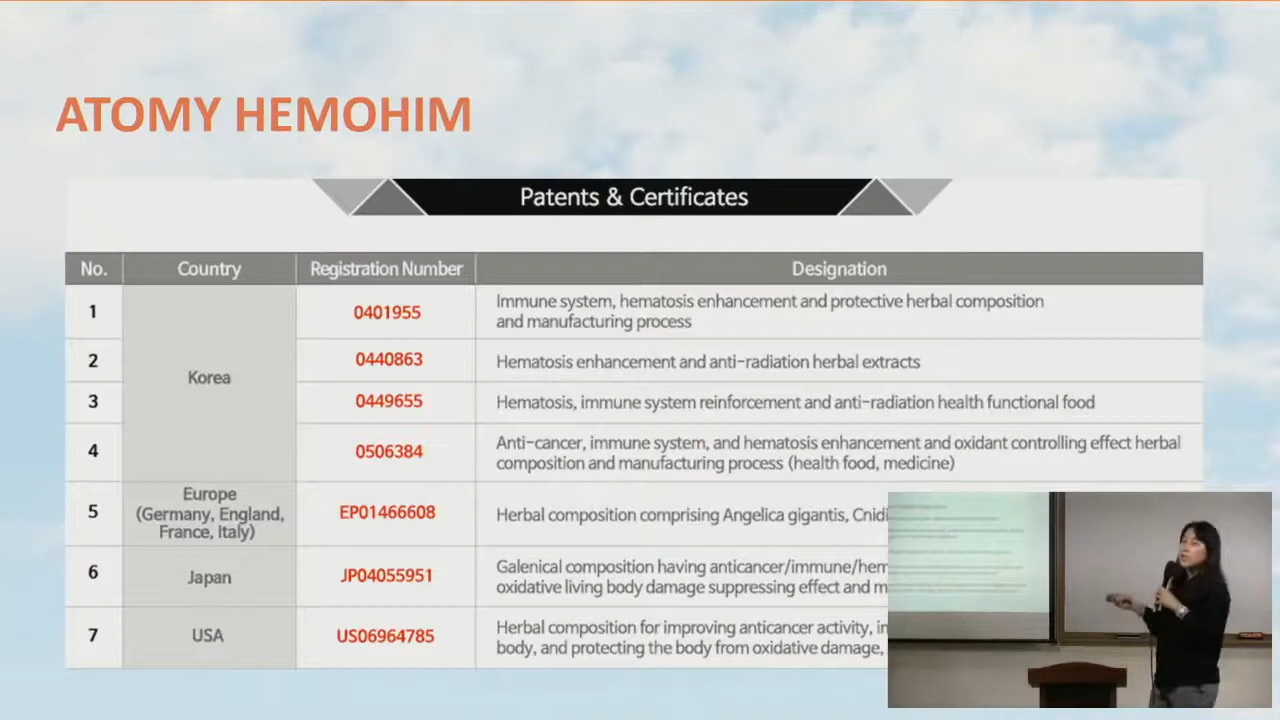 ATOMY HEMOHIM
Patents & Certificates
No. Country Registration Number Designation
1 Korea 0401955 Immune system, hematosis enhancement and protective herbal composition
and manufacturing process
2 0440863 Hematosis enhancement and anti-radiation herbal extracts
3 0449655 Hematosis, immune system reinforcement and anti-radiation health functional food
4 0506384 Anti-cancer, immune system, and hematosis enhancement and oxidant controlling effect herbal
composition and manufacturing process (health food, medicine)
5 Europe
(Germany, England,
France, Italy) EP01466608 Herbal composition comprising Angelica gigantis,
6 Japan JP04055951 Galenical composition having
oxidative living body damage suppressing effect and
7 USA US06964785 Herbal composition for improving anticancer activity,
body, and protecting the body from oxidative damage,